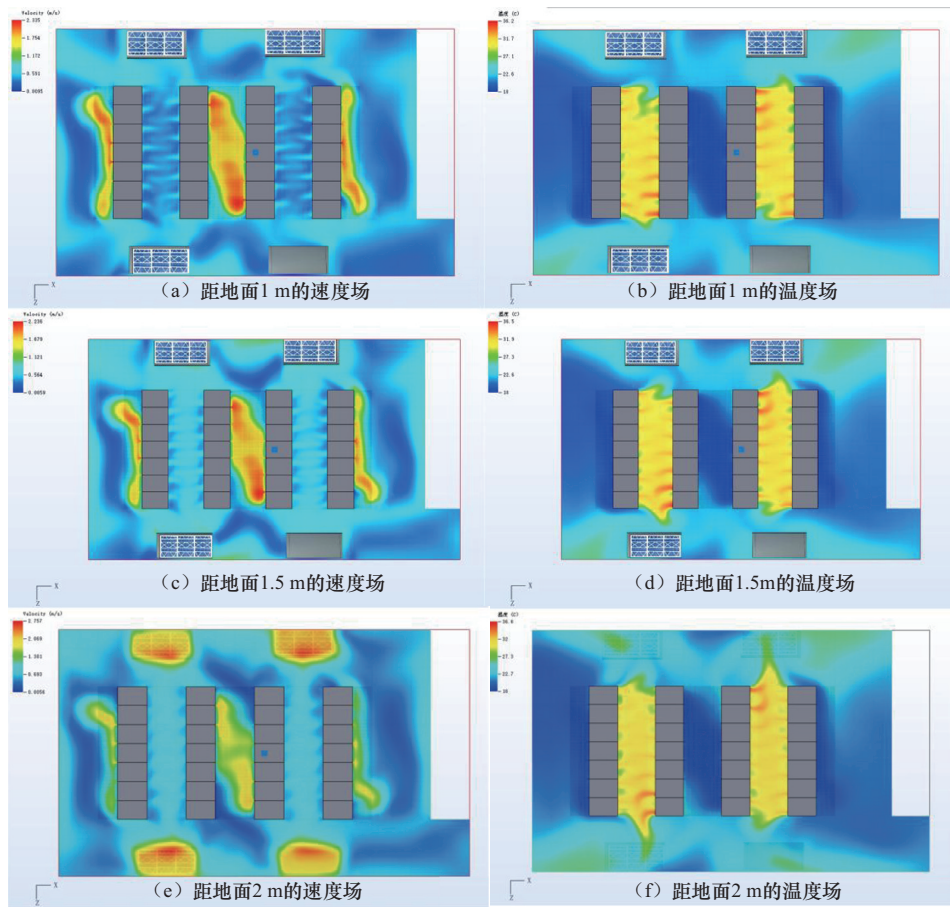 Velocity (m/s)
2.335
1.754
1.172
0.591
0.0095
X
Z
（a）距地面1 m的速度场
温度 (C)
36.2
31.7
27.1
22.6
18
X
Z
（b）距地面1 m的温度场
Velocity (m/s)
2.236
1.679
1.121
0.564
0.0059
X
Z
（c）距地面1.5 m的速度场
温度 (C)
36.5
31.9
27.3
22.6
18
X
Z
（d）距地面1.5m的温度场
Velocity (m/s)
2.757
2.069
1.381
0.693
0.0056
X
Z
（e）距地面2 m的速度场
温度 (C)
36.6
32
27.3
22.7
18
X
Z
（f）距地面2 m的温度场